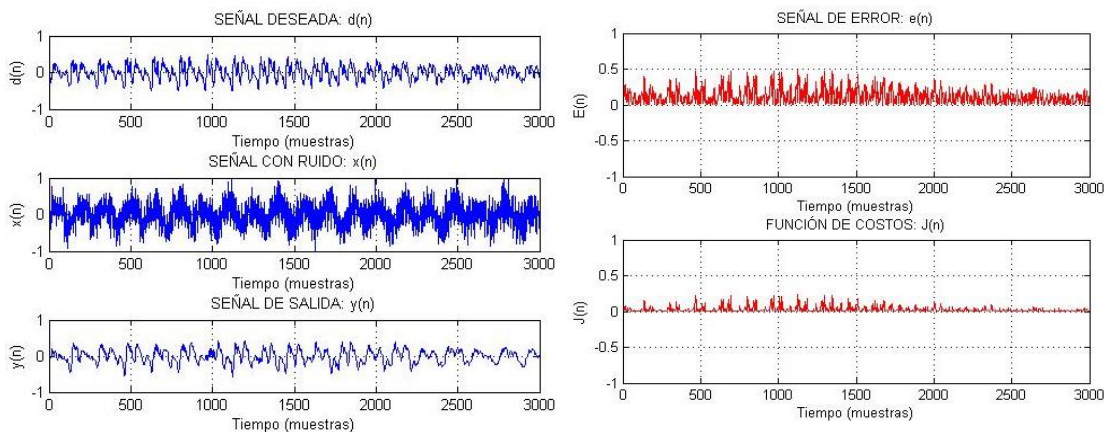 SEÑAL DESEADA: d(n)
1
0
-1
d(n)
0 500 1000 1500 2000 2500 3000
Tiempo (muestras)
SEÑAL CON RUIDO: x(n)
1
0
-1
x(n)
0 500 1000 1500 2000 2500 3000
Tiempo (muestras)
SEÑAL DE SALIDA: y(n)
1
0
-1
y(n)
0 500 1000 1500 2000 2500 3000
Tiempo (muestras)
SEÑAL DE ERROR: e(n)
1
0.5
0
-0.5
-1
E(n)
0 500 1000 1500 2000 2500 3000
Tiempo (muestras)
FUNCIÓN DE COSTOS: J(n)
1
0.5
0
-0.5
-1
J(n)
0 500 1000 1500 2000 2500 3000
Tiempo (muestras)